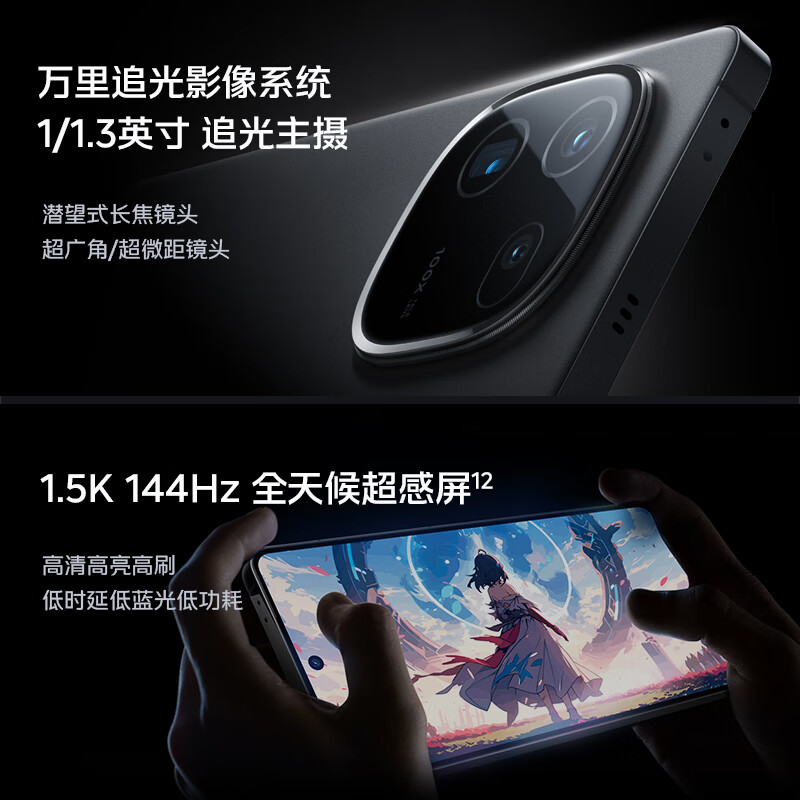 万里追光影像系统
1/1.3英寸 追光主摄
潜望式长焦镜头
超广角/超微距镜头
100X
1.5K 144Hz 全天候超感屏12
高清高亮高刷
低时延低蓝光低功耗